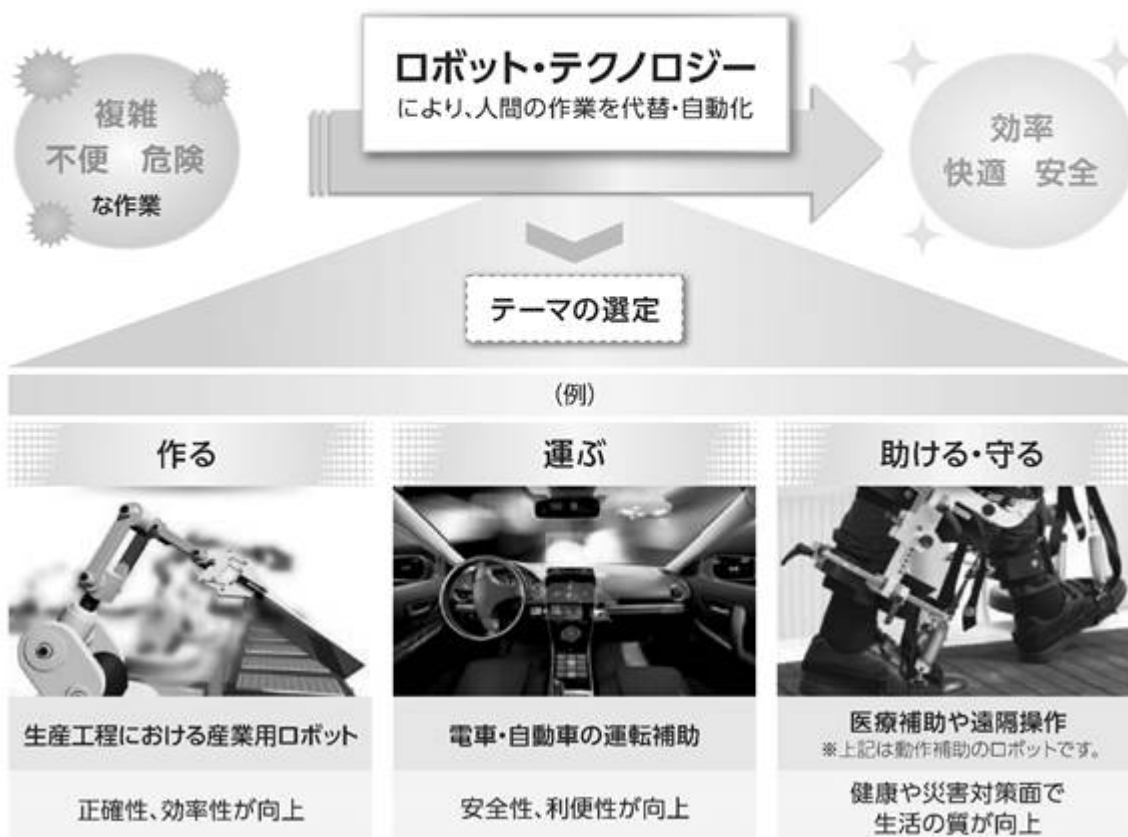 ロボット・テクノロジー
により、人間の作業を代替・自動化
複雑
不便 危険
な作業
効率
快適 安全
テーマの選定
(例)
作る
運ぶ
助ける・守る
生産工程における産業用ロボット
電車・自動車の運転補助
医療補助や遠隔操作
※上記は動作補助のロボットです。
正確性、効率性が向上
安全性、利便性が向上
健康や災害対策面で
生活の質が向上